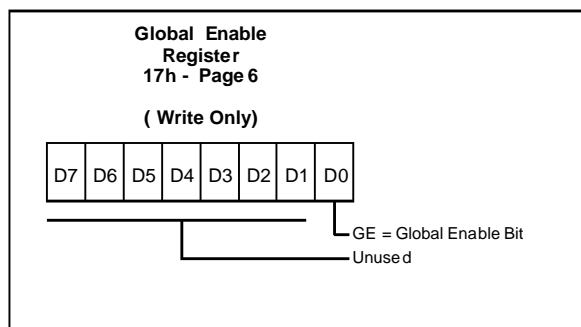 Global Enable
Register
17h - Page 6
( Write Only)
D7 D6 D5 D4 D3 D2 D1 D0
GE = Global Enable Bit
Unused